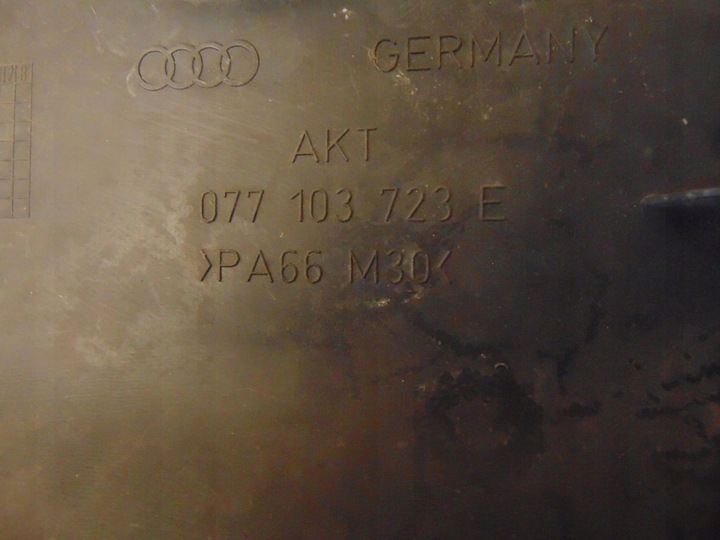 GERMANY
AKT
077 103 723 E
>PA66 M30<